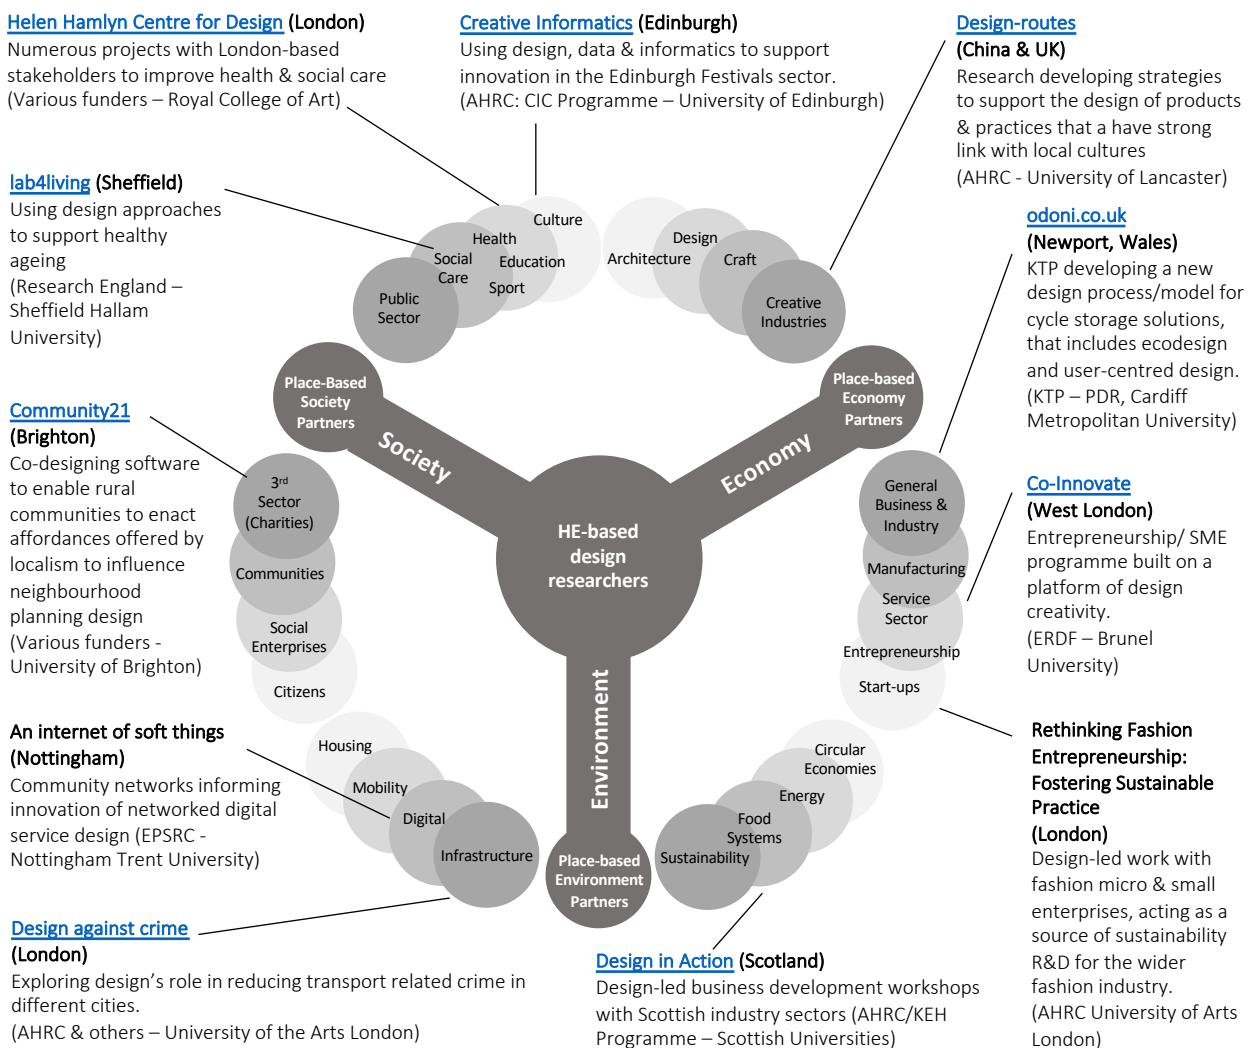 Helen Hamlyn Centre for Design (London)
Numerous projects with London-based
stakeholders to improve health & social care
(Various funders – Royal College of Art)
Creative Informatics (Edinburgh)
Using design, data & informatics to support
innovation in the Edinburgh Festivals sector.
(AHRC: CIC Programme – University of Edinburgh)
Design-routes
(China & UK)
Research developing strategies
to support the design of products
& practices that a have strong
link with local cultures
(AHRC - University of Lancaster)
lab4living (Sheffield)
Using design approaches
to support healthy
ageing
(Research England –
Sheffield Hallam
University)
odoni.co.uk
(Newport, Wales)
KTP developing a new
design process/model for
cycle storage solutions,
that includes ecodesign
and user-centred design.
(KTP – PDR, Cardiff
Metropolitan University)
Culture
Health
Education
Social
Care
Sport
Public
Sector
Architecture
Design
Craft
Creative
Industries
Place-Based
Society
Partners
Society
Place-based
Economy
Partners
Economy
HE-based
design
researchers
Environment
Place-based
Environment
Partners
Community21
(Brighton)
Co-designing software
to enable rural
communities to enact
affordances offered by
localism to influence
neighbourhood
planning design
(Various funders -
University of Brighton)
3rd
Sector
(Charities)
Communities
Social
Enterprises
Citizens
General
Business &
Industry
Manufacturing
Service
Sector
Entrepreneurship
Start-ups
Co-Innovate
(West London)
Entrepreneurship/ SME
programme built on a
platform of design
creativity.
(ERDF – Brunel
University)
An internet of soft things
(Nottingham)
Community networks informing
innovation of networked digital
service design (EPSRC -
Nottingham Trent University)
Housing
Mobility
Digital
Infrastructure
Circular
Economies
Energy
Food
Systems
Sustainability
Rethinking Fashion
Entrepreneurship:
Fostering Sustainable
Practice
(London)
Design-led work with
fashion micro & small
enterprises, acting as a
source of sustainability
R&D for the wider
fashion industry.
(AHRC University of Arts
London)
Design against crime
(London)
Exploring design’s role in reducing transport related crime in
different cities.
(AHRC & others – University of the Arts London)
Design in Action (Scotland)
Design-led business development workshops
with Scottish industry sectors (AHRC/KEH
Programme – Scottish Universities)